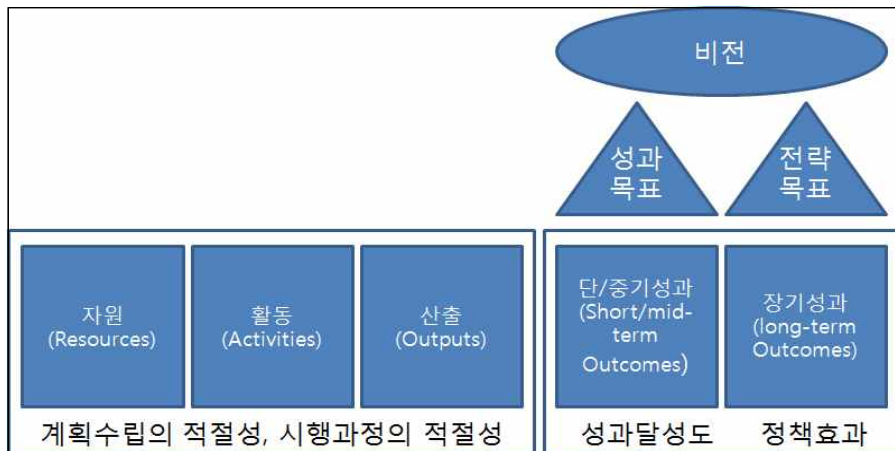 비전
성과
목표
전략
목표
자원
(Resources)
활동
(Activities)
산출
(Outputs)
단/중기성과
(Short/mid-
term
Outcomes)
장기성과
(long-term
Outcomes)
계획수립의 적절성, 시행과정의 적절성
성과달성도 정책효과